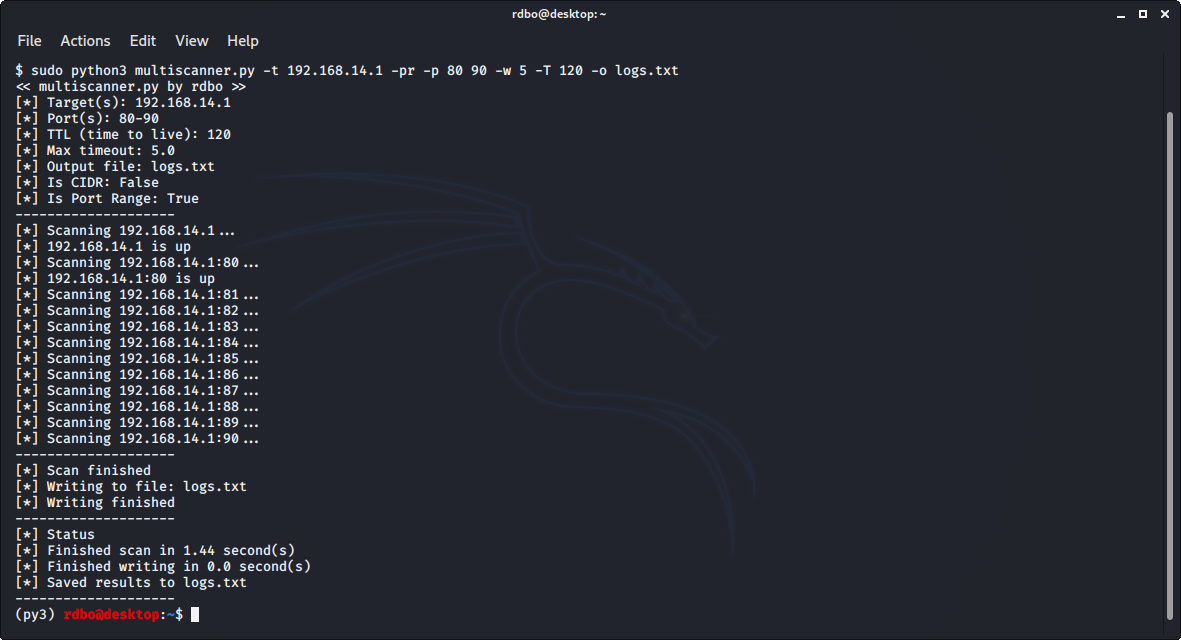 rdbo@desktop:~
File Actions Edit View Help
$ sudo python3 multiscanner.py -t 192.168.14.1 -pr -p 80 90 -w 5 -T 120 -o logs.txt
<< multiscanner.py by rdbo >>
[*] Target(s): 192.168.14.1
[*] Port(s): 80-90
[*] TTL (time to live): 120
[*] Max timeout: 5.0
[*] Output file: logs.txt
[*] Is CIDR: False
[*] Is Port Range: True
--------------------
[*] Scanning 192.168.14.1...
[*] 192.168.14.1 is up
[*] Scanning 192.168.14.1:80...
[*] 192.168.14.1:80 is up
[*] Scanning 192.168.14.1:81...
[*] Scanning 192.168.14.1:82...
[*] Scanning 192.168.14.1:83...
[*] Scanning 192.168.14.1:84...
[*] Scanning 192.168.14.1:85...
[*] Scanning 192.168.14.1:86...
[*] Scanning 192.168.14.1:87...
[*] Scanning 192.168.14.1:88...
[*] Scanning 192.168.14.1:89...
[*] Scanning 192.168.14.1:90...
--------------------
[*] Scan finished
[*] Writing to file: logs.txt
[*] Writing finished
--------------------
[*] Status
[*] Finished scan in 1.44 second(s)
[*] Finished writing in 0.0 second(s)
[*] Saved results to logs.txt
--------------------
(py3) rdbo@desktop:~$